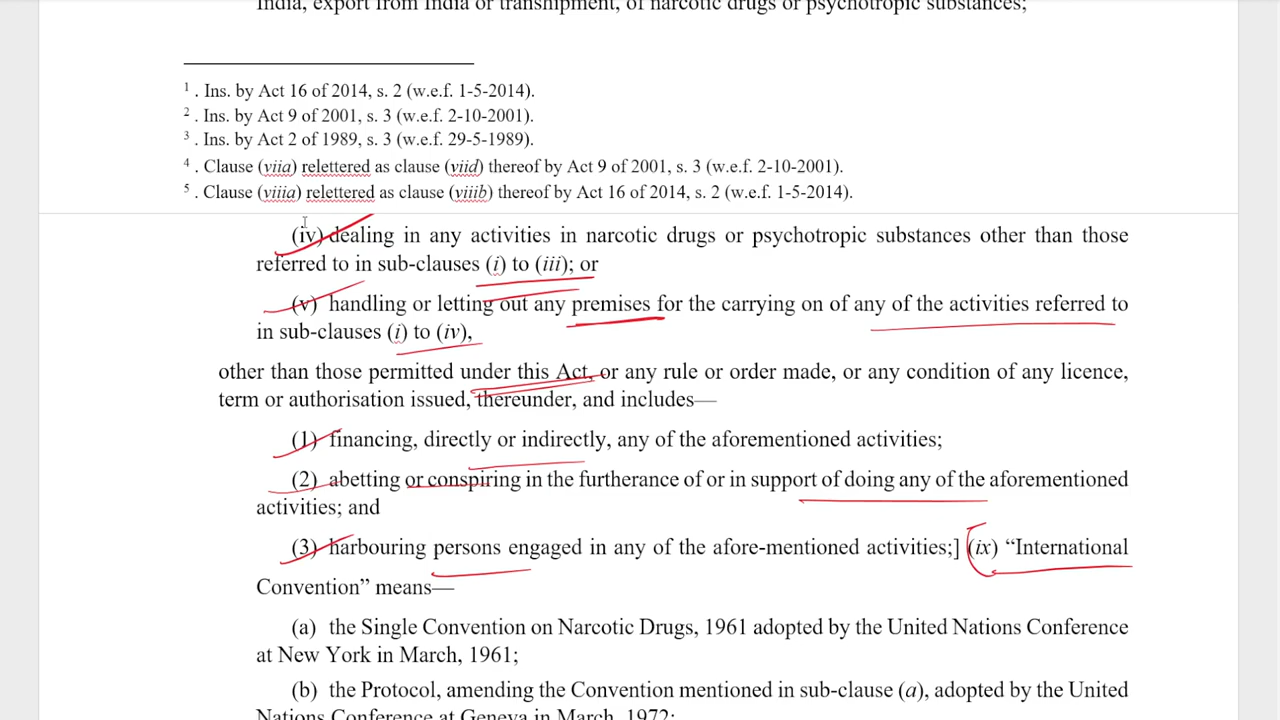 India, export from India or transhipment, of narcotic drugs or psychotropic substances;
1 . Ins. by Act 16 of 2014, s. 2 (w.e.f. 1-5-2014).
2 . Ins. by Act 9 of 2001, s. 3 (w.e.f. 2-10-2001).
3 . Ins. by Act 2 of 1989, s. 3 (w.e.f. 29-5-1989).
4 . Clause (viia) relettered as clause (viid) thereof by Act 9 of 2001, s. 3 (w.e.f. 2-10-2001).
5 . Clause (viiia) relettered as clause (viiib) thereof by Act 16 of 2014, s. 2 (w.e.f. 1-5-2014).
(iv) dealing in any activities in narcotic drugs or psychotropic substances other than those
referred to in sub-clauses (i) to (iii); or
(v) handling or letting out any premises for the carrying on of any of the activities referred to
in sub-clauses (i) to (iv),
other than those permitted under this Act, or any rule or order made, or any condition of any licence,
term or authorisation issued, thereunder, and includes—
(1) financing, directly or indirectly, any of the aforementioned activities;
(2) abetting or conspiring in the furtherance of or in support of doing any of the aforementioned
activities; and
(3) harbouring persons engaged in any of the afore-mentioned activities;] (ix) “International
Convention” means—
(a) the Single Convention on Narcotic Drugs, 1961 adopted by the United Nations Conference
at New York in March, 1961;
(b) the Protocol, amending the Convention mentioned in sub-clause (a), adopted by the United
Nations Conference at Geneva in March, 1972;